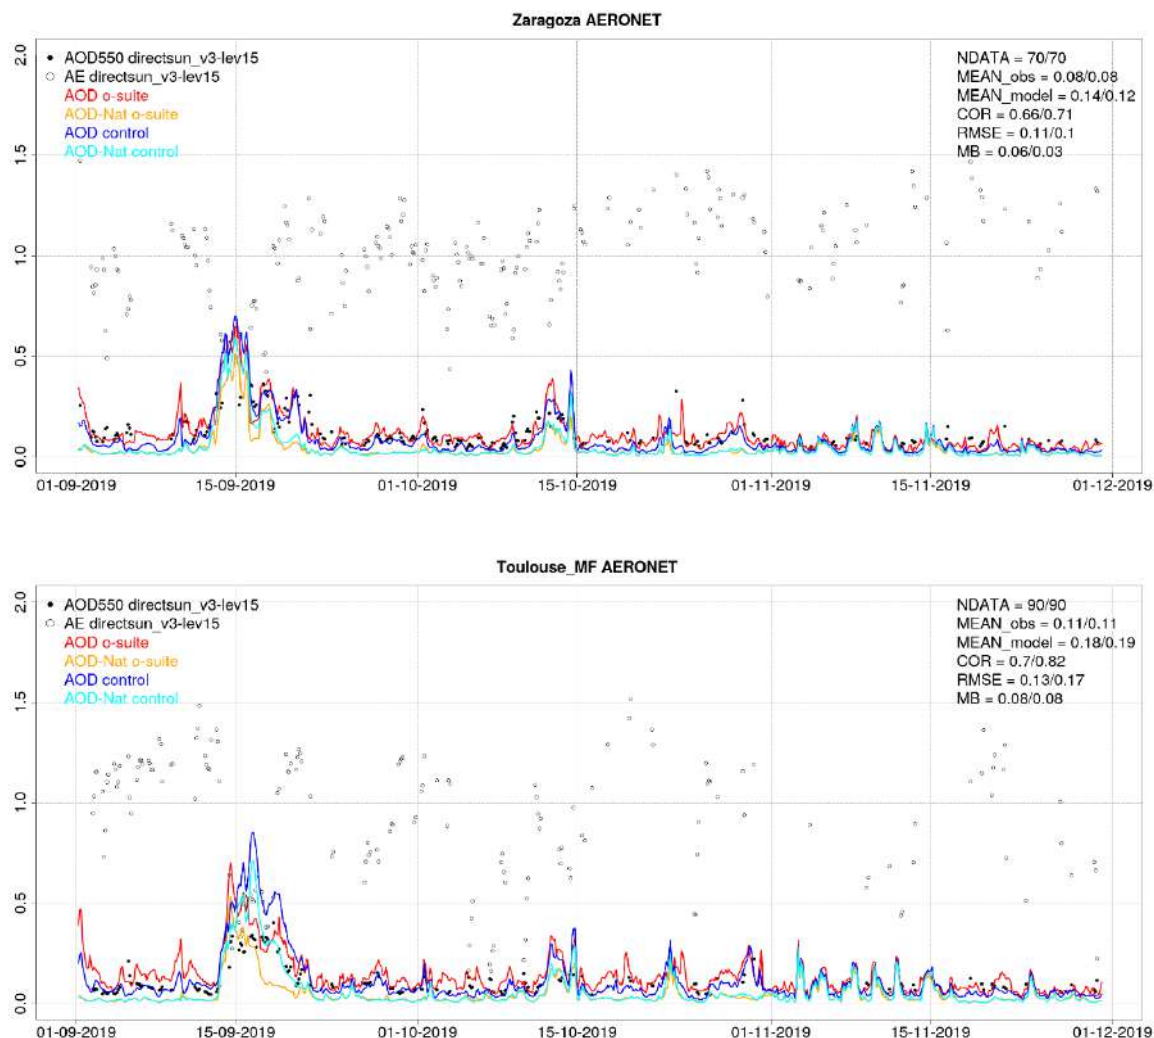 Zaragoza AERONET
AOD550 directsun_v3-lev15
AE directsun_v3-lev15
AOD o-suite
AOD-Nat o-suite
AOD control
AOD-Nat control
NDATA = 70/70
MEAN_obs = 0.08/0.08
MEAN_model = 0.14/0.12
COR = 0.66/0.71
RMSE = 0.11/0.1
MB = 0.06/0.03
2.0
1.5
1.0
0.5
0.0
01-09-2019 15-09-2019 01-10-2019 15-10-2019 01-11-2019 15-11-2019 01-12-2019
Toulouse_MF AERONET
AOD550 directsun_v3-lev15
AE directsun_v3-lev15
AOD o-suite
AOD-Nat o-suite
AOD control
AOD-Nat control
NDATA = 90/90
MEAN_obs = 0.11/0.11
MEAN_model = 0.18/0.19
COR = 0.7/0.82
RMSE = 0.13/0.17
MB = 0.08/0.08
2.0
1.5
1.0
0.5
0.0
01-09-2019 15-09-2019 01-10-2019 15-10-2019 01-11-2019 15-11-2019 01-12-2019